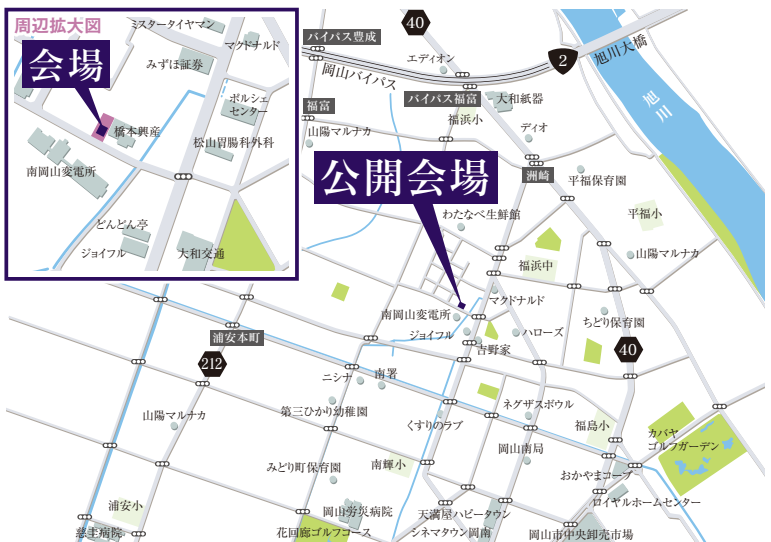 周辺拡大図
ミスタータイヤマン
マクドナルド
みずほ証券
会場
ポルシェ
センター
橋本興産
松山胃腸科外科
南岡山変電所
どんどん亭
ジョイフル
大和交通
40
バイパス豊成
エディオン
2
旭川大橋
岡山バイパス
バイパス福富
大和紙器
旭川
福富
福浜小
山陽マルナカ
ディオ
公開会場
洲崎
平福保育園
わたなべ生鮮館
平福小
山陽マルナカ
福浜中
マクドナルド
南岡山変電所
ちどり保育園
ジョイフル
ハローズ
吉野家
浦安本町
40
212
ニシナ
南署
第三ひかり幼稚園
ネグザスボウル
山陽マルナカ
くすりのラブ
福島小
カバヤ
ゴルフガーデン
岡山南局
みどり町保育園
南輝小
おかやまコープ
浦安小
岡山労災病院
天満屋ハピータウン
ロイヤルホームセンター
慈圭病院
花回廊ゴルフコース
シネマタウン岡南
岡山市中央卸売市場